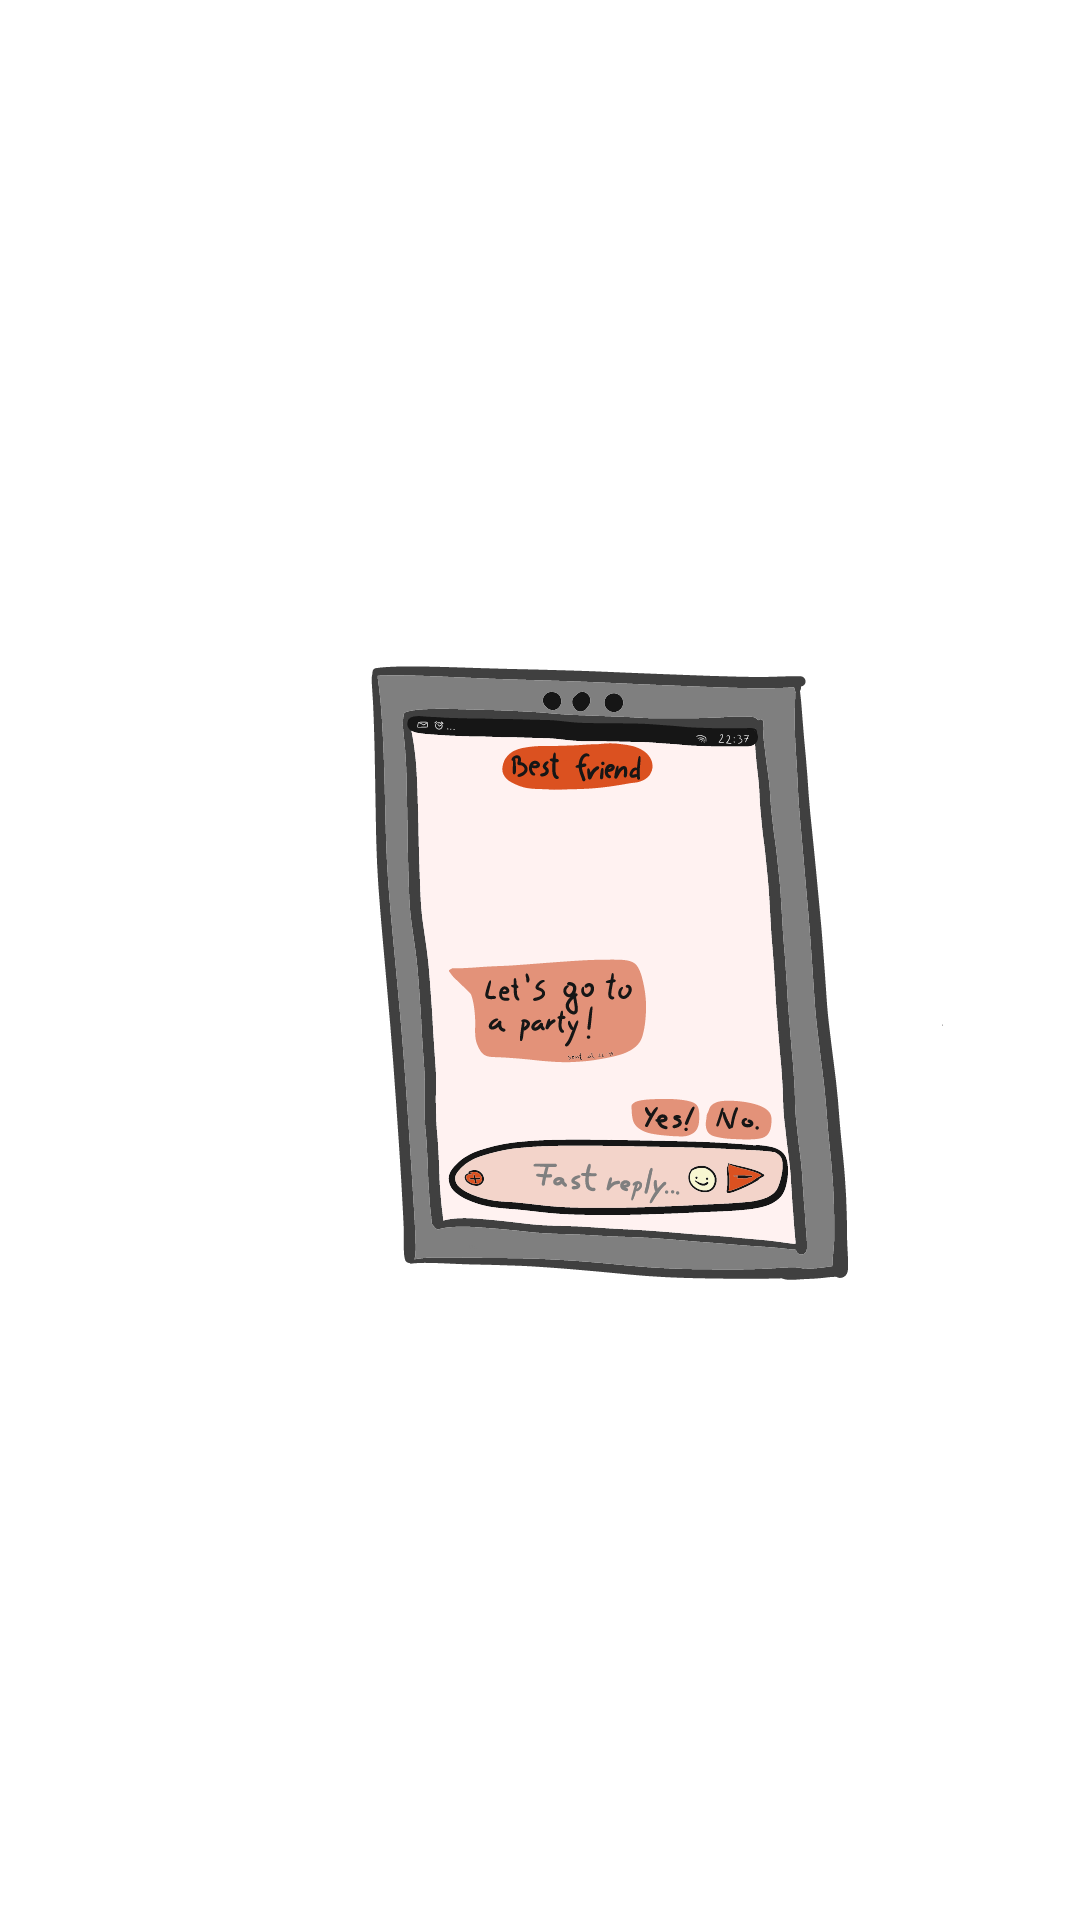 22:37
Best friend
Let's go to
a party!
Yes! No.
Fast reply...